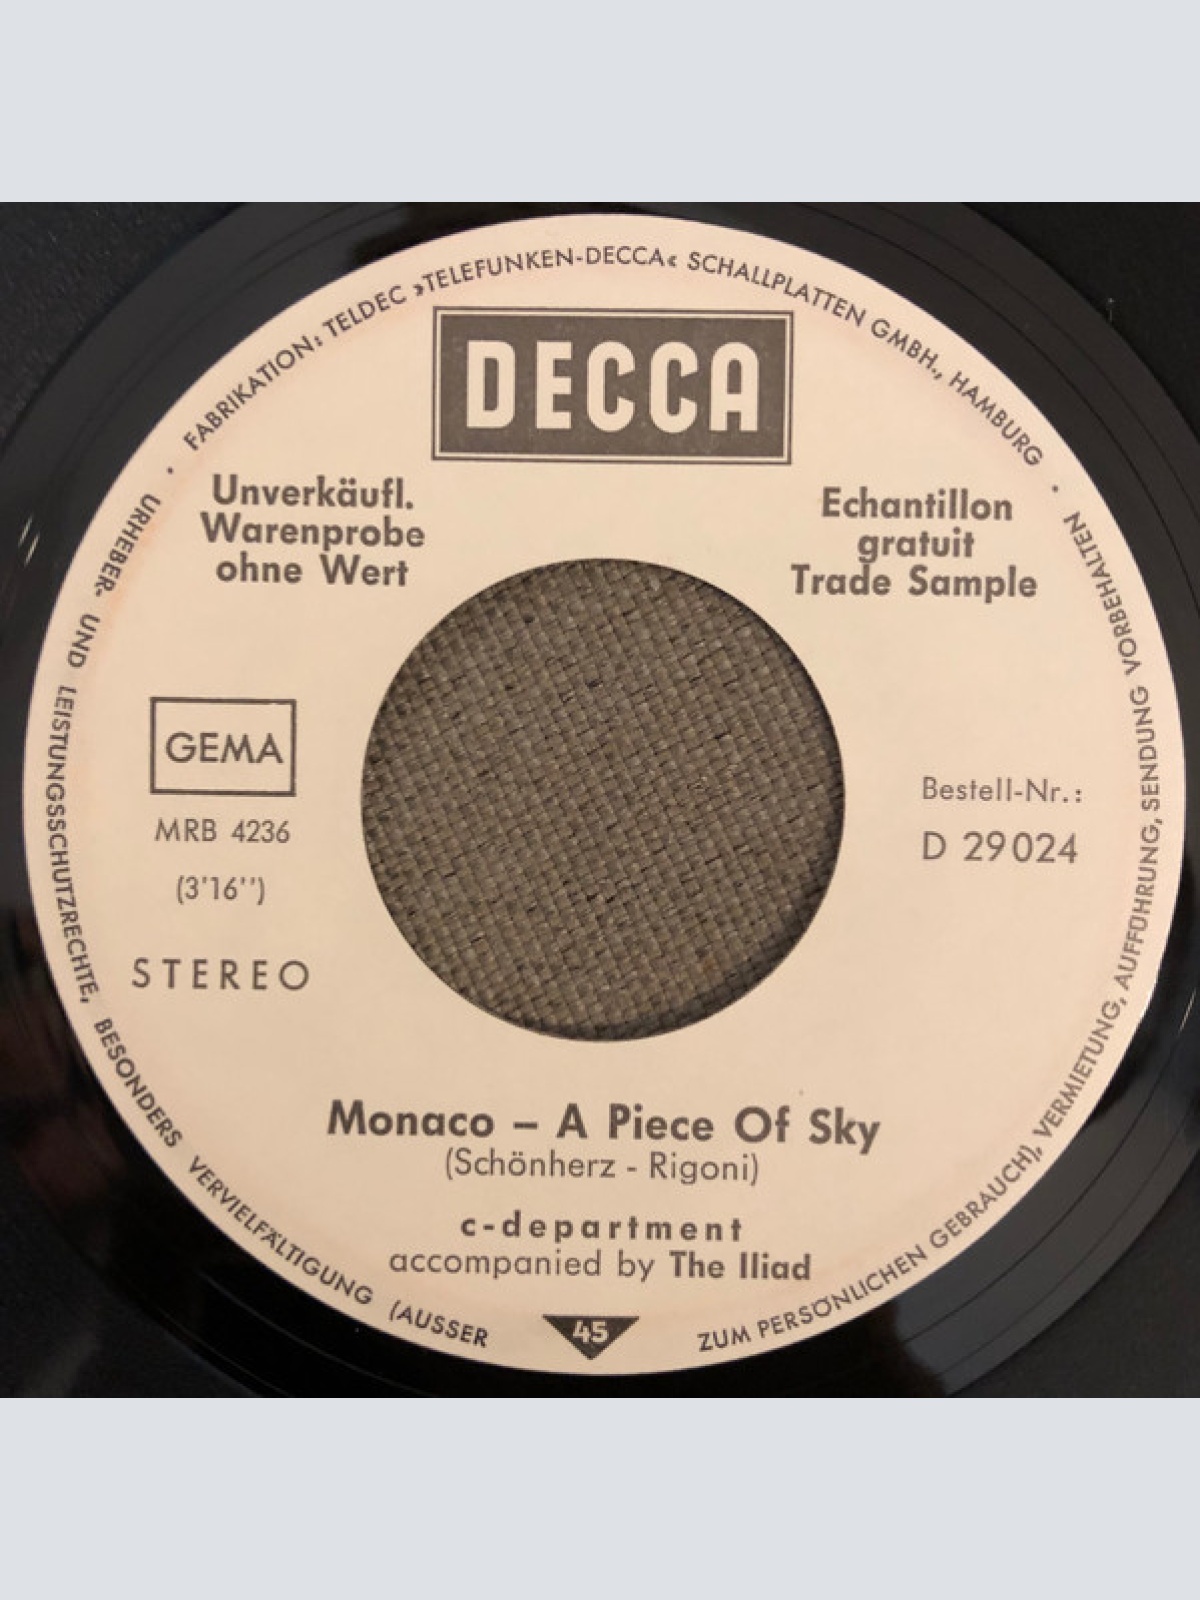 · FABRIKATION: TELDEC »TELEFUNKEN-DECCA« SCHALLPLATTEN GMBH., HAMBURG ·
URHEBER- UND LEISTUNGSSCHUTZRECHTE, BESONDERS VERVIELFÄLTIGUNG (AUSSER ZUM PERSÖNLICHEN GEBRAUCH), VERMIETUNG, AUFFÜHRUNG, SENDUNG VORBEHALTEN
DECCA
Unverkäufl.
Warenprobe
ohne Wert
Echantillon
gratuit
Trade Sample
GEMA
MRB 4236
(3'16'')
STEREO
Bestell-Nr.:
D 29024
Monaco – A Piece Of Sky
(Schönherz - Rigoni)
c-department
accompanied by The Iliad
45